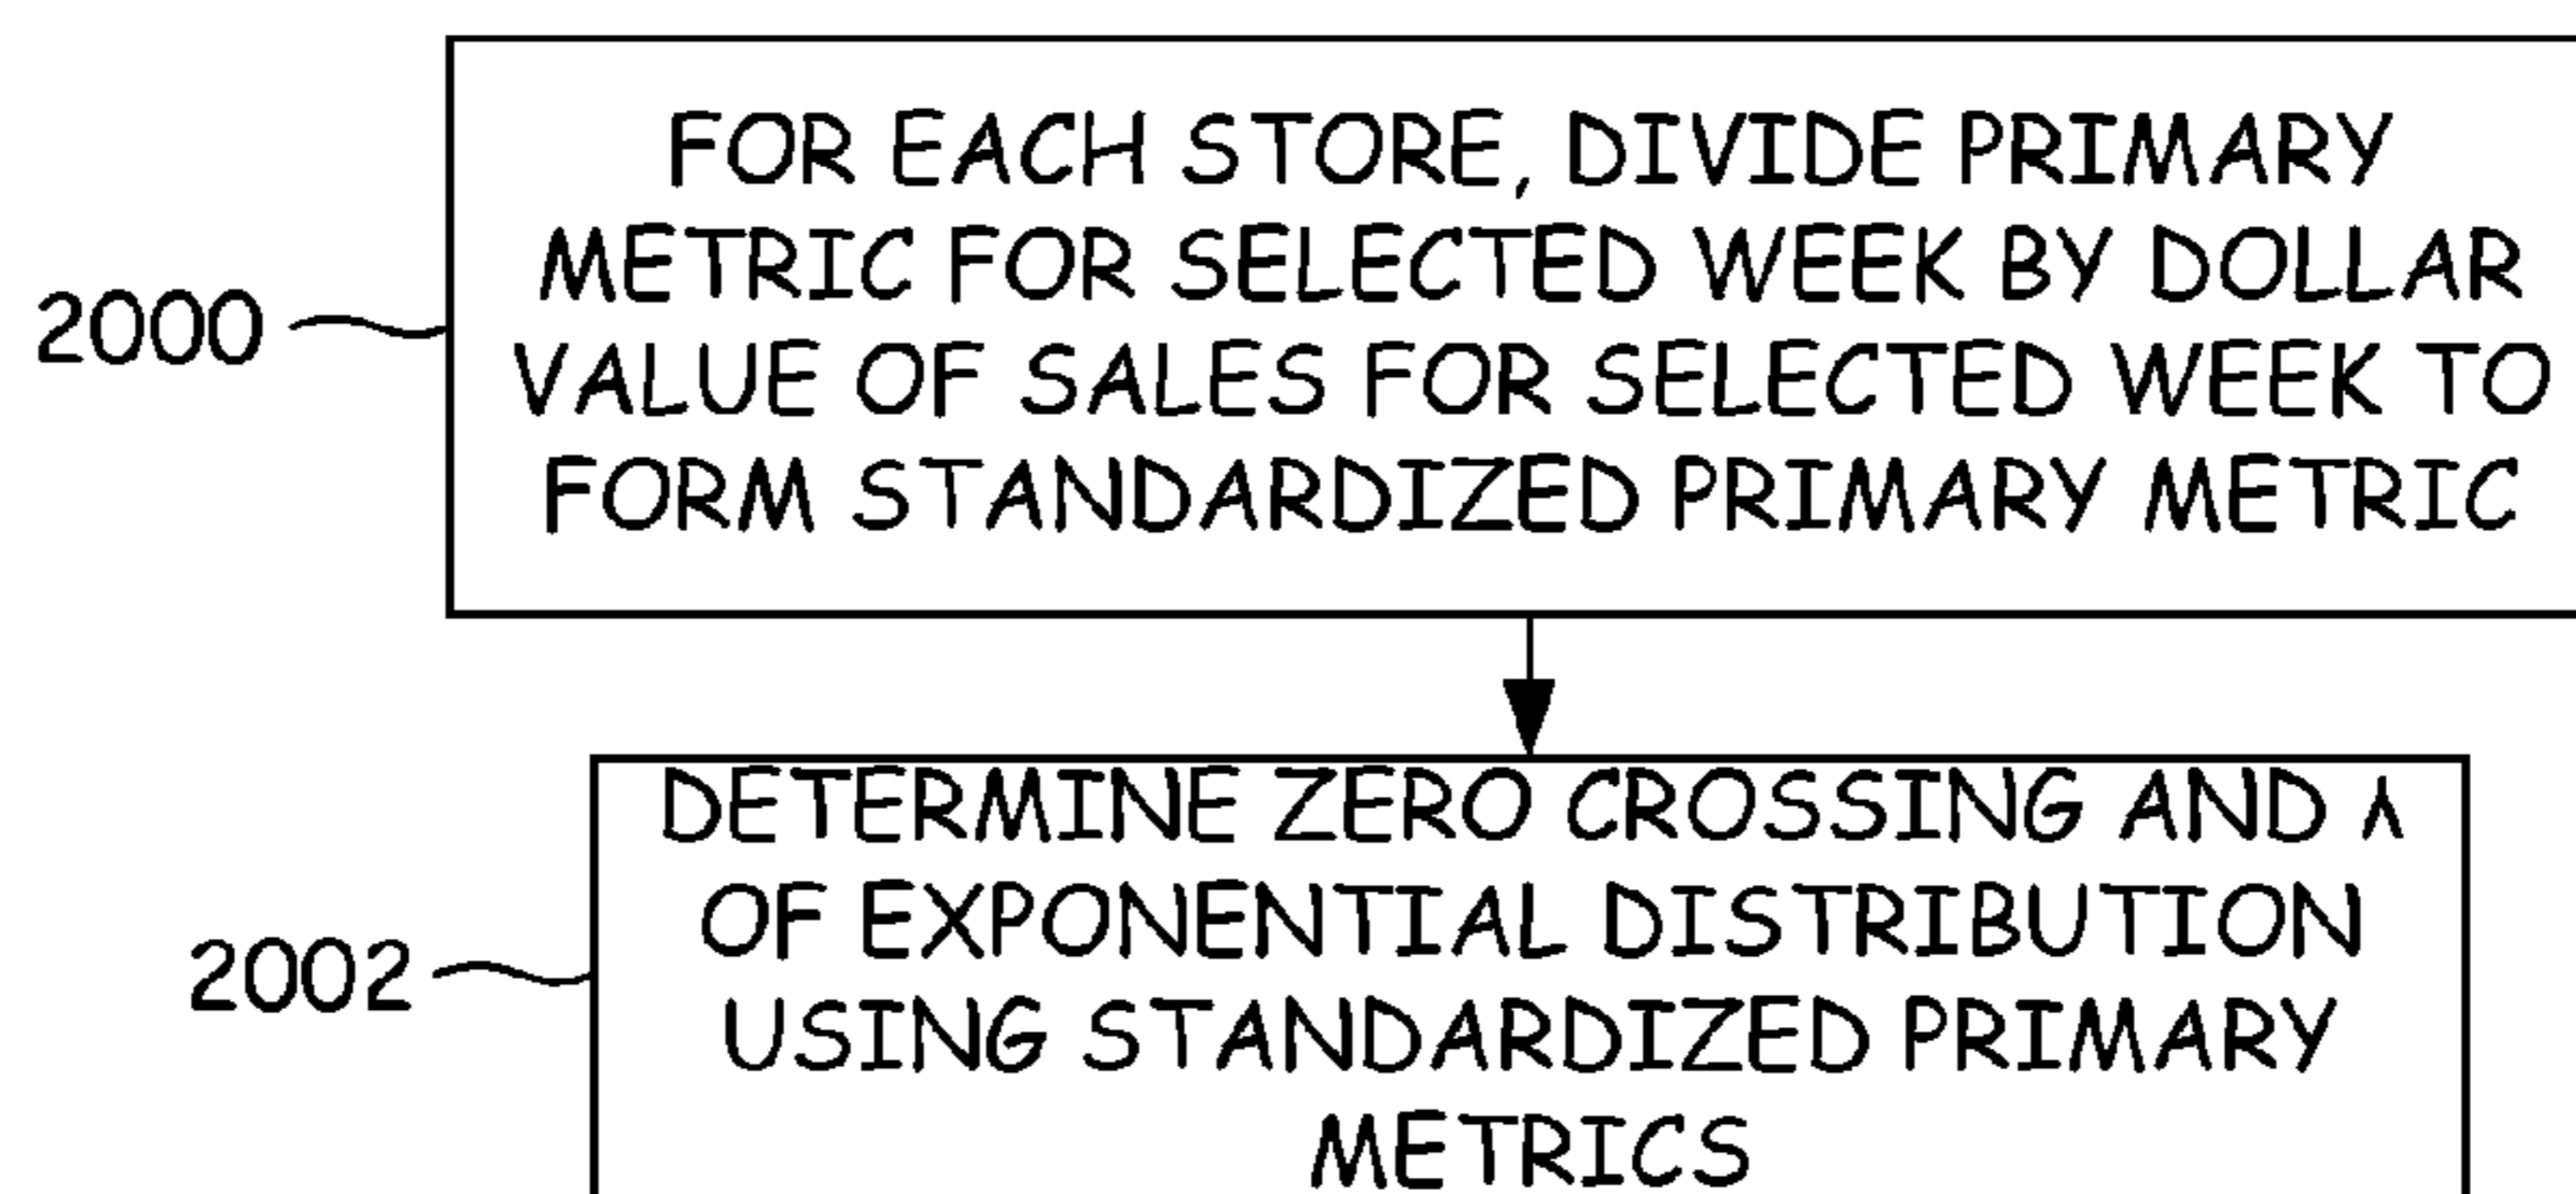 FOR EACH STORE, DIVIDE PRIMARY
METRIC FOR SELECTED WEEK BY DOLLAR
2000
VALUE OF SALES FOR SELECTED WEEK TO
FORM STANDARDIZED PRIMARY METRIC
DETERMINE ZERO CROSSING AND λ
OF EXPONENTIAL DISTRIBUTION
2002
USING STANDARDIZED PRIMARY
METRICS